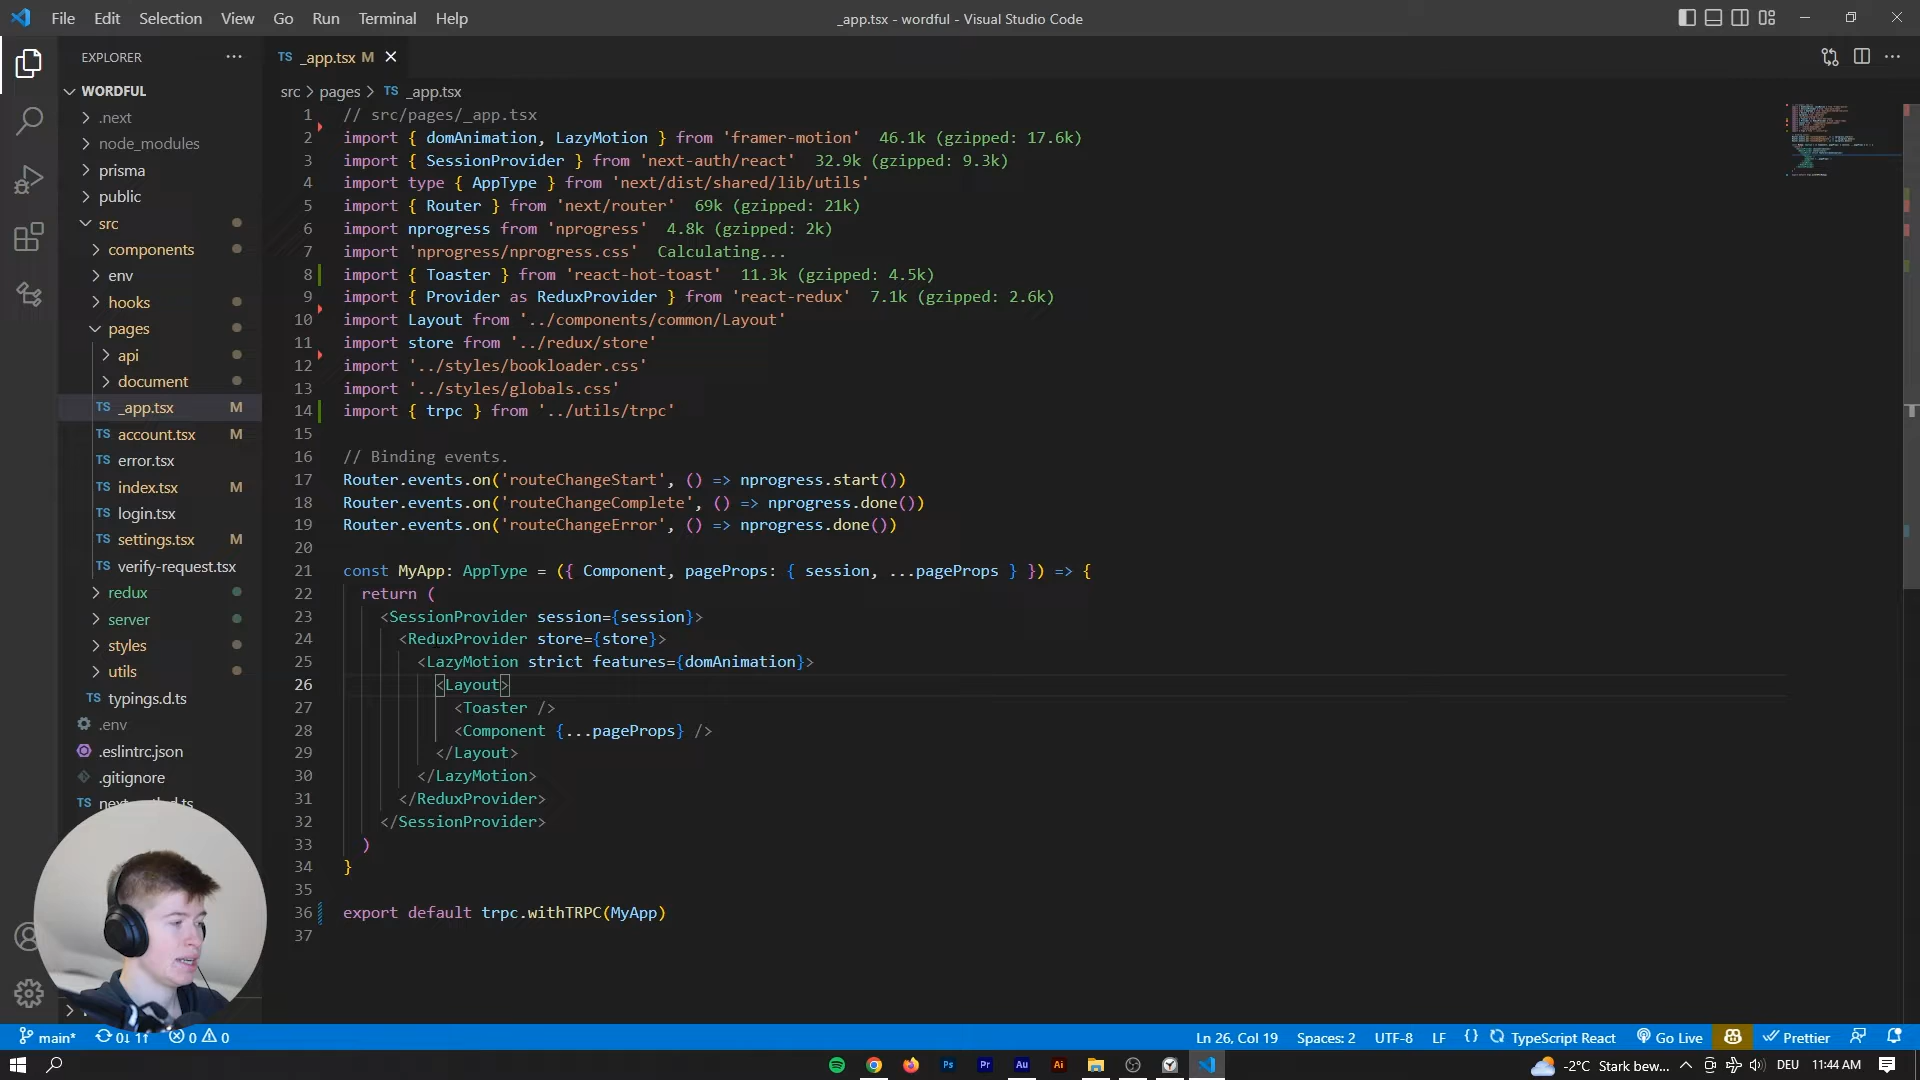 File Edit Selection View Go Run Terminal Help
_app.tsx - wordful - Visual Studio Code
EXPLORER
WORDFUL
.next
node_modules
prisma
public
src
components
env
hooks
pages
api
document
TS _app.tsx M
TS account.tsx M
TS error.tsx
TS index.tsx M
TS login.tsx
TS settings.tsx M
TS verify-request.tsx
redux
server
styles
utils
TS typings.d.ts
.env
.eslintrc.json
.gitignore
TS
TS _app.tsx M
src > pages > TS _app.tsx
1 // src/pages/_app.tsx
2 import { domAnimation, LazyMotion } from 'framer-motion' 46.1k (gzipped: 17.6k)
3 import { SessionProvider } from 'next-auth/react' 32.9k (gzipped: 9.3k)
4 import type { AppType } from 'next/dist/shared/lib/utils'
5 import { Router } from 'next/router' 69k (gzipped: 21k)
6 import nprogress from 'nprogress' 4.8k (gzipped: 2k)
7 import 'nprogress/nprogress.css' Calculating...
8 import { Toaster } from 'react-hot-toast' 11.3k (gzipped: 4.5k)
9 import { Provider as ReduxProvider } from 'react-redux' 7.1k (gzipped: 2.6k)
10 import Layout from '../components/common/Layout'
11 import store from '../redux/store'
12 import '../styles/bookloader.css'
13 import '../styles/globals.css'
14 import { trpc } from '../utils/trpc'
15
16 // Binding events.
17 Router.events.on('routeChangeStart', () => nprogress.start())
18 Router.events.on('routeChangeComplete', () => nprogress.done())
19 Router.events.on('routeChangeError', () => nprogress.done())
20
21 const MyApp: AppType = ({ Component, pageProps: { session, ...pageProps } }) => {
22 return (
23 <SessionProvider session={session}>
24 <ReduxProvider store={store}>
25 <LazyMotion strict features={domAnimation}>
26 <Layout>
27 <Toaster />
28 <Component {...pageProps} />
29 </Layout>
30 </LazyMotion>
31 </ReduxProvider>
32 </SessionProvider>
33 )
34 }
35
36 export default trpc.withTRPC(MyApp)
37
main* 0↓ 1↑ 0 0
Ln 26, Col 19 Spaces: 2 UTF-8 LF {} TypeScript React Go Live Prettier
Ps Pr Au Ai
-2°C Stark bew... DEU 11:44 AM